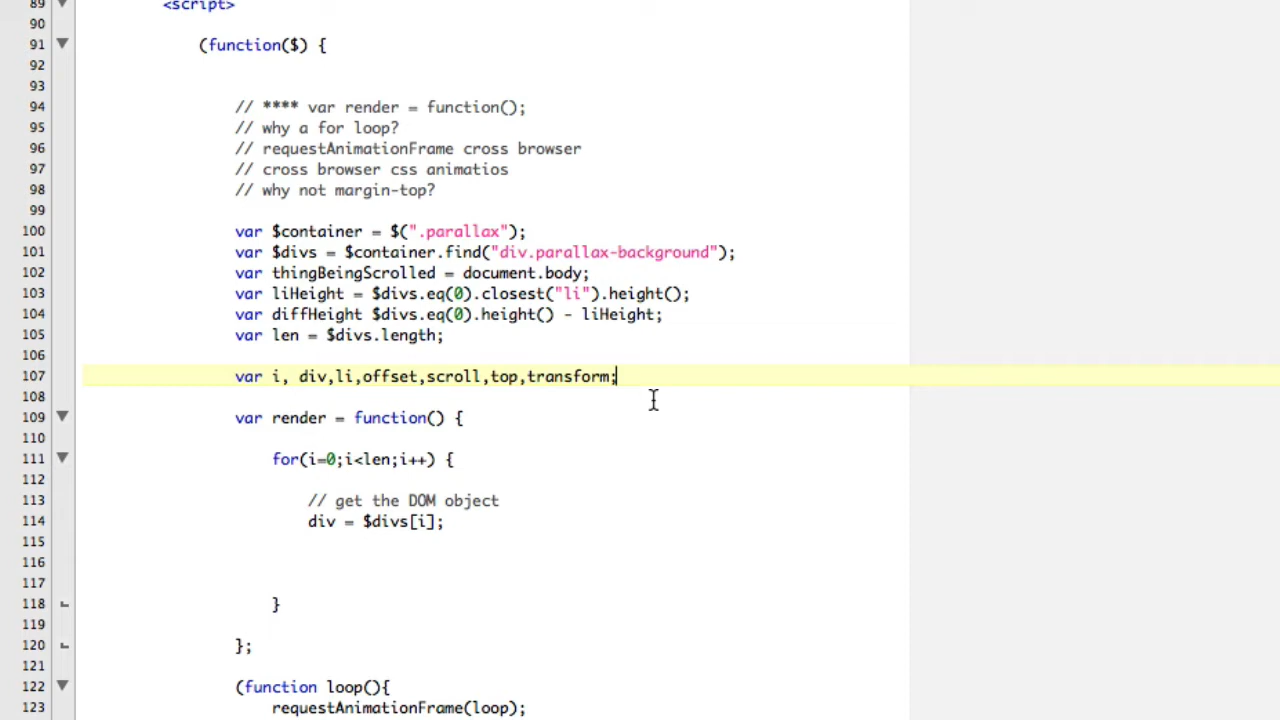 89 <script>
90
91 (function($) {
92
93
94 // **** var render = function();
95 // why a for loop?
96 // requestAnimationFrame cross browser
97 // cross browser css animatios
98 // why not margin-top?
99
100 var $container = $(".parallax");
101 var $divs = $container.find("div.parallax-background");
102 var thingBeingScrolled = document.body;
103 var liHeight = $divs.eq(0).closest("li").height();
104 var diffHeight $divs.eq(0).height() - liHeight;
105 var len = $divs.length;
106
107 var i, div,li,offset,scroll,top,transform;
108
109 var render = function() {
110
111 for(i=0;i<len;i++) {
112
113 // get the DOM object
114 div = $divs[i];
115
116
117
118 }
119
120 };
121
122 (function loop(){
123 requestAnimationFrame(loop);